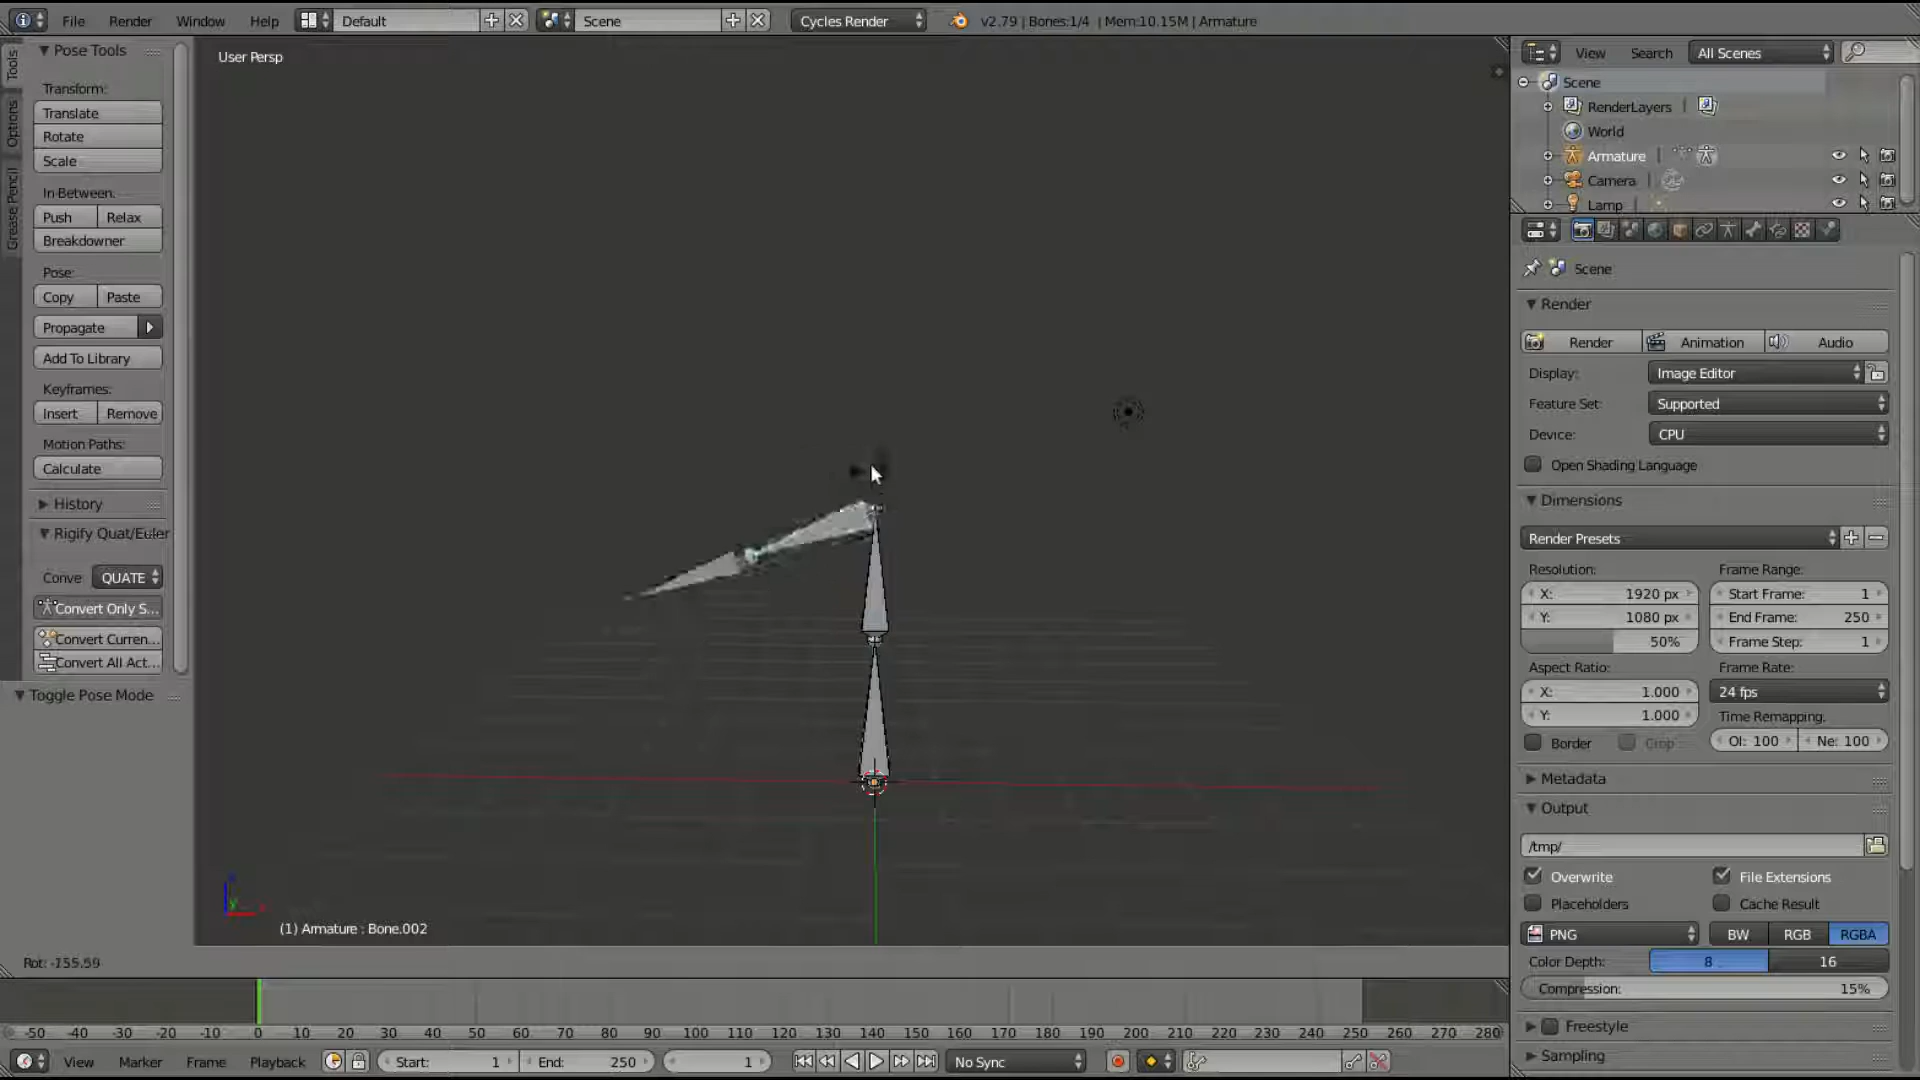 File Render Window Help Default Scene Cycles Render v2.79 | Bones:1/4 | Mem:10.15M | Armature
Tools
Options
Grease Pencil
Pose Tools
Transform:
Translate
Rotate
Scale
In-Between:
Push Relax
Breakdowner
Pose:
Copy Paste
Propagate
Add To Library
Keyframes:
Insert Remove
Motion Paths:
Calculate
History
Rigify Quat/Euler
Conve QUATE
Convert Only S...
Convert Curren...
Convert All Act...
Toggle Pose Mode
User Persp
(1) Armature : Bone.002
Rot: -155.59
-50 -40 -30 -20 -10 0 10 20 30 40 50 60 70 80 90 100 110 120 130 140 150 160 170 180 190 200 210 220 230 240 250 260 270 280
View Marker Frame Playback Start: 1 End: 250 1 No Sync
View Search All Scenes
Scene
RenderLayers
World
Armature
Camera
Lamp
Scene
Render
Render Animation Audio
Display: Image Editor
Feature Set: Supported
Device: CPU
Open Shading Language
Dimensions
Render Presets
Resolution: Frame Range:
X: 1920 px Start Frame: 1
Y: 1080 px End Frame: 250
50% Frame Step: 1
Aspect Ratio: Frame Rate:
X: 1.000 24 fps
Y: 1.000 Time Remapping:
Border Crop Ol: 100 Ne: 100
Metadata
Output
/tmp/
Overwrite File Extensions
Placeholders Cache Result
PNG BW RGB RGBA
Color Depth: 8 16
Compression: 15%
Freestyle
Sampling